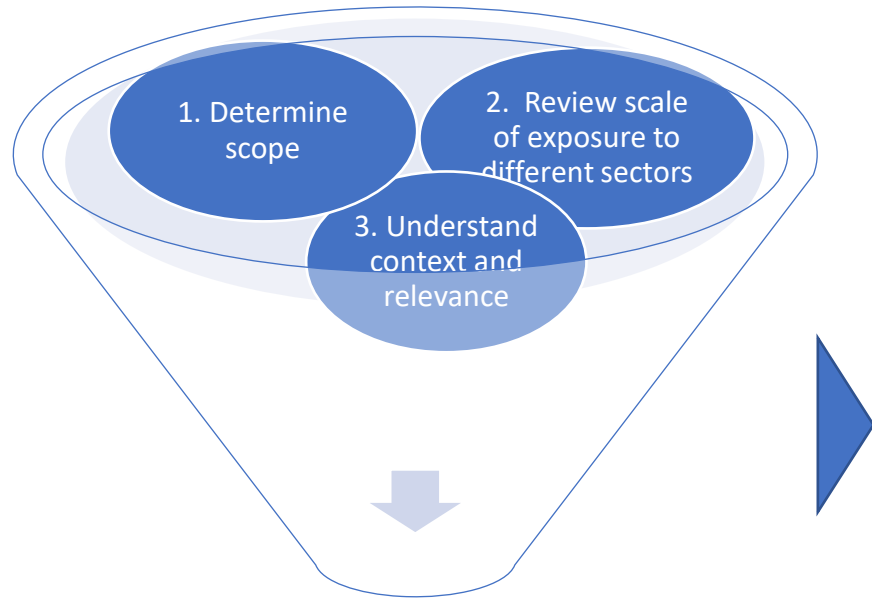 1. Determine
scope
2. Review scale
of exposure to
different sectors
3. Understand
context and
relevance